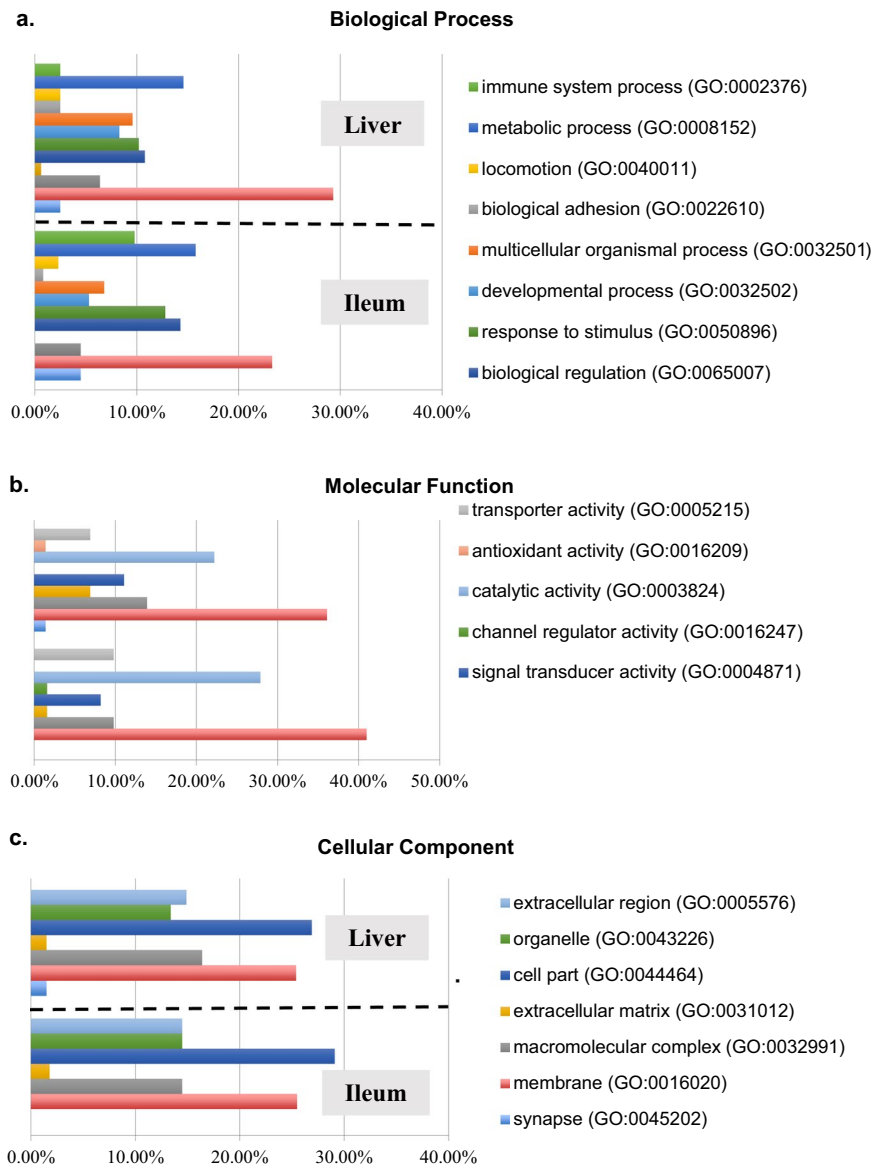 a.
Biological Process
Liver
Ileum
immune system process (GO:0002376)
metabolic process (GO:0008152)
locomotion (GO:0040011)
biological adhesion (GO:0022610)
multicellular organismal process (GO:0032501)
developmental process (GO:0032502)
response to stimulus (GO:0050896)
biological regulation (GO:0065007)
0.00% 10.00% 20.00% 30.00% 40.00%
b.
Molecular Function
transporter activity (GO:0005215)
antioxidant activity (GO:0016209)
catalytic activity (GO:0003824)
channel regulator activity (GO:0016247)
signal transducer activity (GO:0004871)
0.00% 10.00% 20.00% 30.00% 40.00% 50.00%
c.
Cellular Component
Liver
Ileum
extracellular region (GO:0005576)
organelle (GO:0043226)
cell part (GO:0044464)
extracellular matrix (GO:0031012)
macromolecular complex (GO:0032991)
membrane (GO:0016020)
synapse (GO:0045202)
0.00% 10.00% 20.00% 30.00% 40.00%